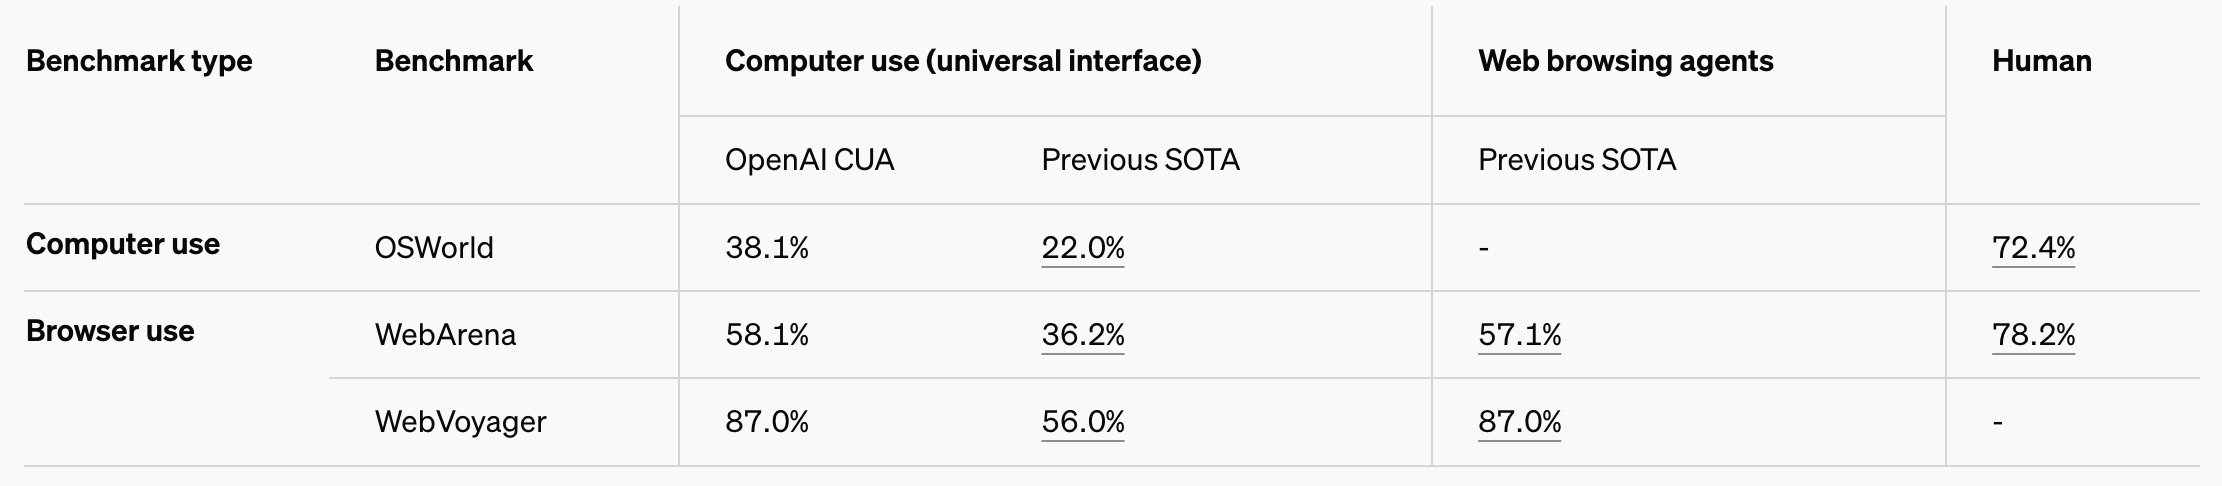 Benchmark type Benchmark Computer use (universal interface) Web browsing agents Human
OpenAI CUA Previous SOTA Previous SOTA
Computer use OSWorld 38.1% 22.0% - 72.4%
Browser use WebArena 58.1% 36.2% 57.1% 78.2%
WebVoyager 87.0% 56.0% 87.0% -